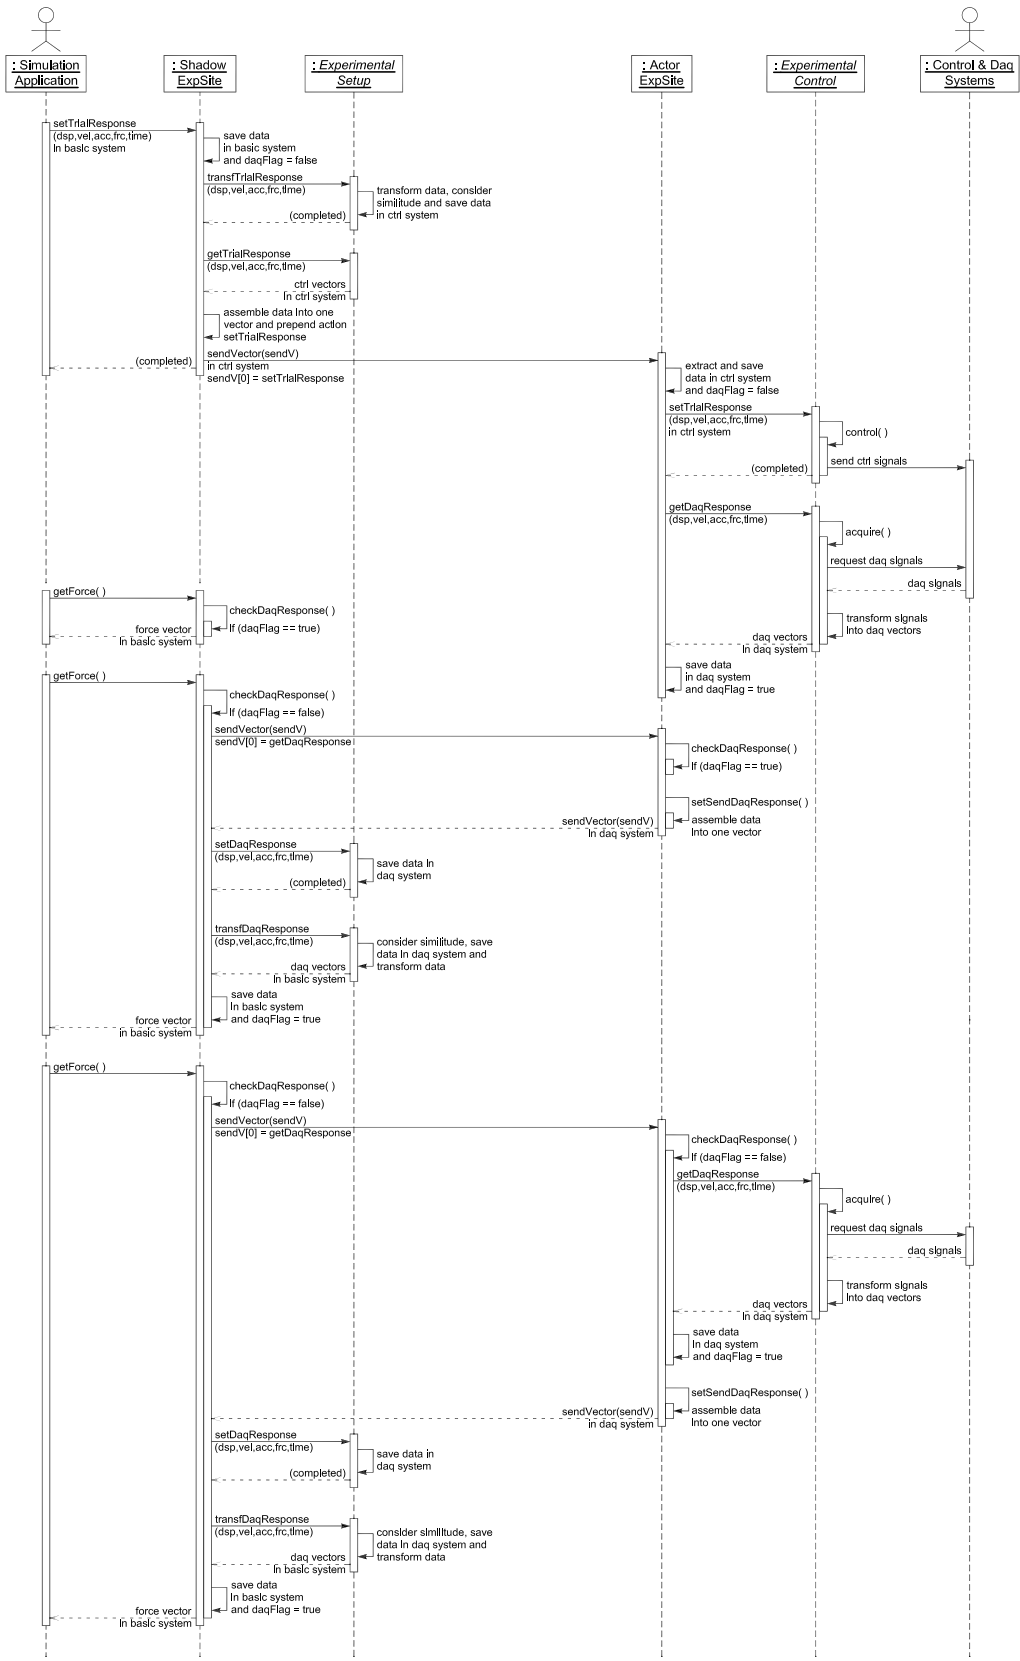 : Simulation
Application
: Shadow
ExpSite
: Experimental
Setup
: Actor
ExpSite
: Experimental
Control
: Control & Daq
Systems
setTrialResponse
(dsp,vel,acc,frc,time)
in basic system
save data
in basic system
and daqFlag = false
transfTrialResponse
(dsp,vel,acc,frc,time)
transform data, consider
similitude and save data
in ctrl system
(completed)
getTrialResponse
(dsp,vel,acc,frc,time)
ctrl vectors
in ctrl system
assemble data into one
vector and prepend action
setTrialResponse
sendVector(sendV)
in ctrl system
sendV[0] = setTrialResponse
(completed)
extract and save
data in ctrl system
and daqFlag = false
setTrialResponse
(dsp,vel,acc,frc,time)
in ctrl system
control( )
send ctrl signals
(completed)
getDaqResponse
(dsp,vel,acc,frc,time)
acquire( )
request daq signals
daq signals
transform signals
into daq vectors
daq vectors
in daq system
save data
in daq system
and daqFlag = true
getForce( )
checkDaqResponse( )
if (daqFlag == true)
force vector
in basic system
getForce( )
checkDaqResponse( )
if (daqFlag == false)
sendVector(sendV)
sendV[0] = getDaqResponse
checkDaqResponse( )
if (daqFlag == true)
setSendDaqResponse( )
assemble data
into one vector
sendVector(sendV)
in daq system
setDaqResponse
(dsp,vel,acc,frc,time)
save data in
daq system
(completed)
transfDaqResponse
(dsp,vel,acc,frc,time)
consider similitude, save
data in daq system and
transform data
daq vectors
in basic system
save data
in basic system
and daqFlag = true
force vector
in basic system
getForce( )
checkDaqResponse( )
if (daqFlag == false)
sendVector(sendV)
sendV[0] = getDaqResponse
checkDaqResponse( )
if (daqFlag == false)
getDaqResponse
(dsp,vel,acc,frc,time)
acquire( )
request daq signals
daq signals
transform signals
into daq vectors
daq vectors
in daq system
save data
in daq system
and daqFlag = true
setSendDaqResponse( )
assemble data
into one vector
sendVector(sendV)
in daq system
setDaqResponse
(dsp,vel,acc,frc,time)
save data in
daq system
(completed)
transfDaqResponse
(dsp,vel,acc,frc,time)
consider similitude, save
data in daq system and
transform data
daq vectors
in basic system
save data
in basic system
and daqFlag = true
force vector
in basic system